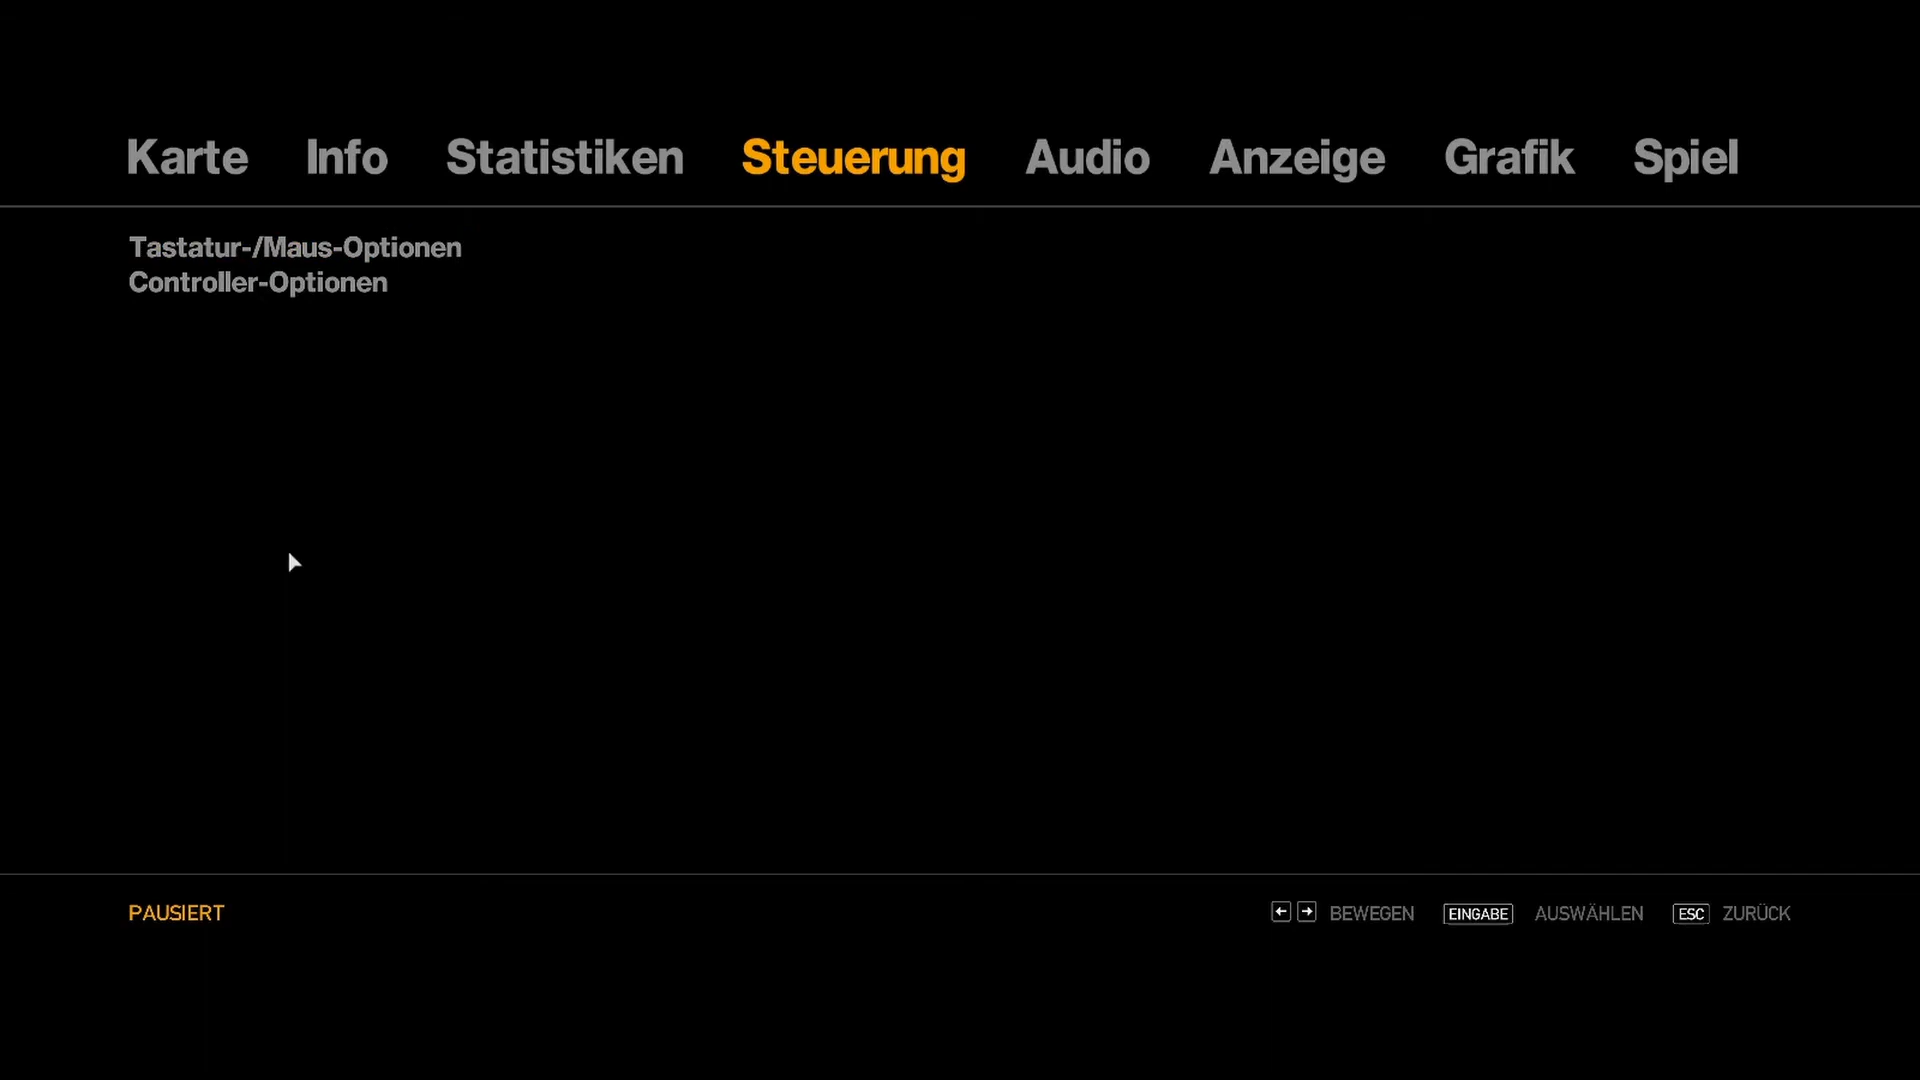 Karte Info Statistiken Steuerung Audio Anzeige Grafik Spiel
Tastatur-/Maus-Optionen
Controller-Optionen
PAUSIERT ← → BEWEGEN EINGABE AUSWÄHLEN ESC ZURÜCK